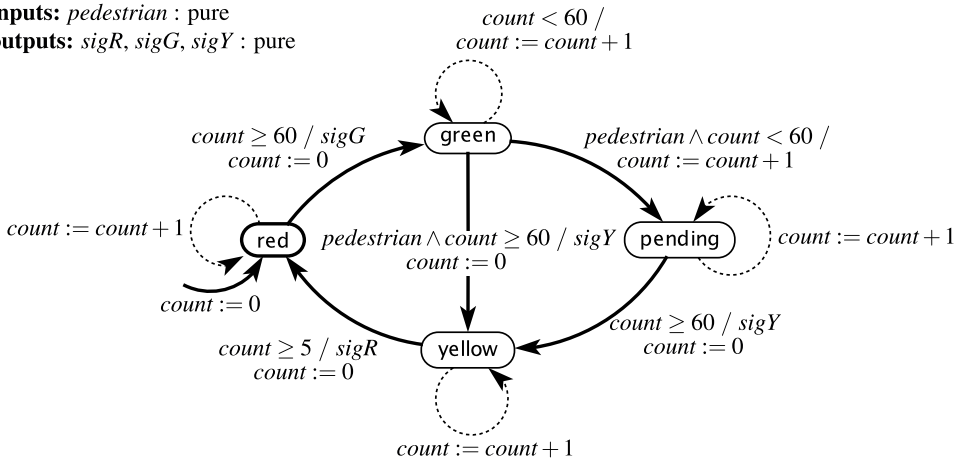 nputs: pedestrian : pure
outputs: sigR, sigG, sigY : pure
count < 60 /
count := count + 1
green
count ≥ 60 / sigG
count := 0
pedestrian ∧ count < 60 /
count := count + 1
count := count + 1
red
pedestrian ∧ count ≥ 60 / sigY
count := 0
pending
count := count + 1
count := 0
count ≥ 5 / sigR
count := 0
yellow
count ≥ 60 / sigY
count := 0
count := count + 1